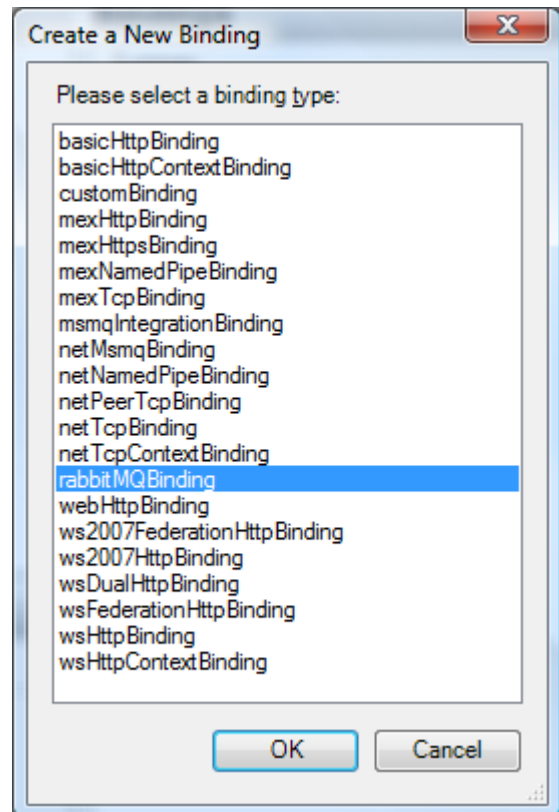 Create a New Binding
Please select a binding type:
basicHttpBinding
basicHttpContextBinding
customBinding
mexHttpBinding
mexHttpsBinding
mexNamedPipeBinding
mexTcpBinding
msmqIntegrationBinding
netMsmqBinding
netNamedPipeBinding
netPeerTcpBinding
netTcpBinding
netTcpContextBinding
rabbitMQBinding
webHttpBinding
ws2007FederationHttpBinding
ws2007HttpBinding
wsDualHttpBinding
wsFederationHttpBinding
wsHttpBinding
wsHttpContextBinding
OK Cancel